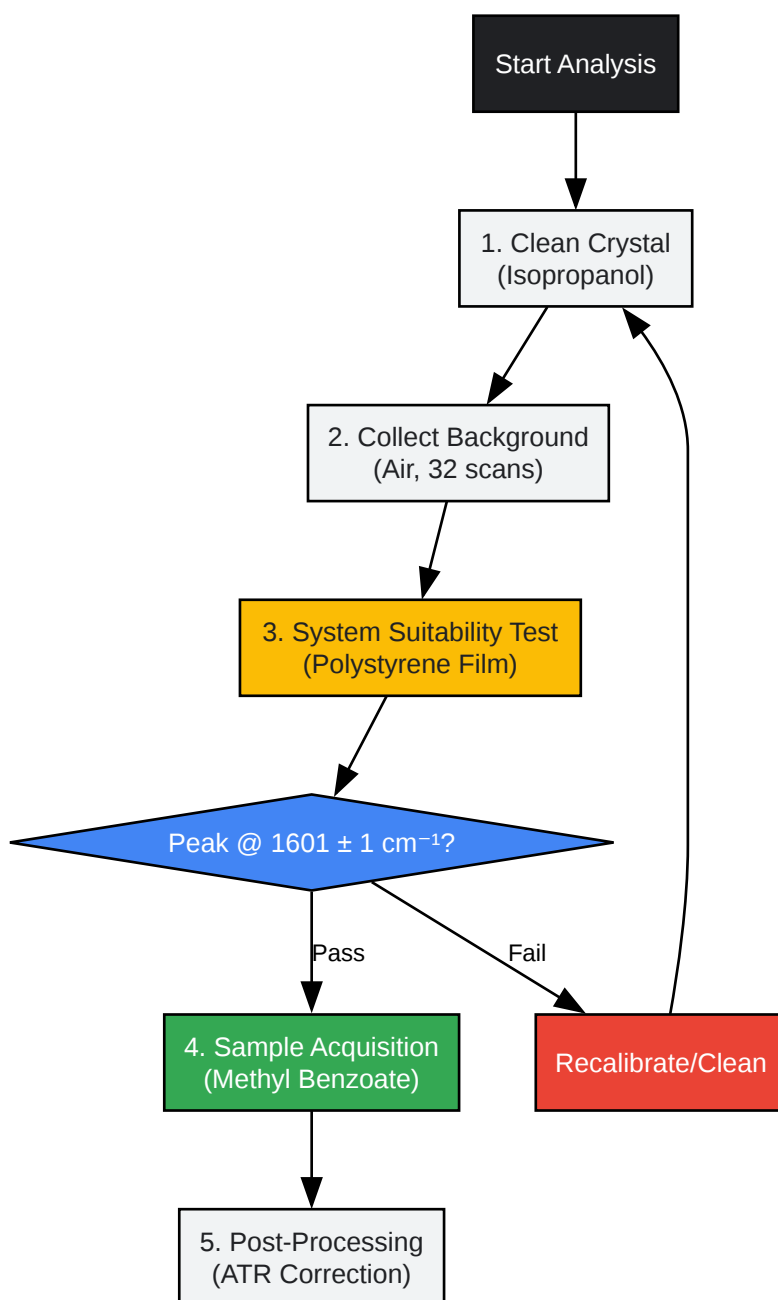 Start Analysis
1. Clean Crystal
(Isopropanol)
2. Collect Background
(Air, 32 scans)
3. System Suitability Test
(Polystyrene Film)
Peak @ 1601 ± 1 cm⁻¹?
Pass
Fail
4. Sample Acquisition
(Methyl Benzoate)
Recalibrate/Clean
5. Post-Processing
(ATR Correction)